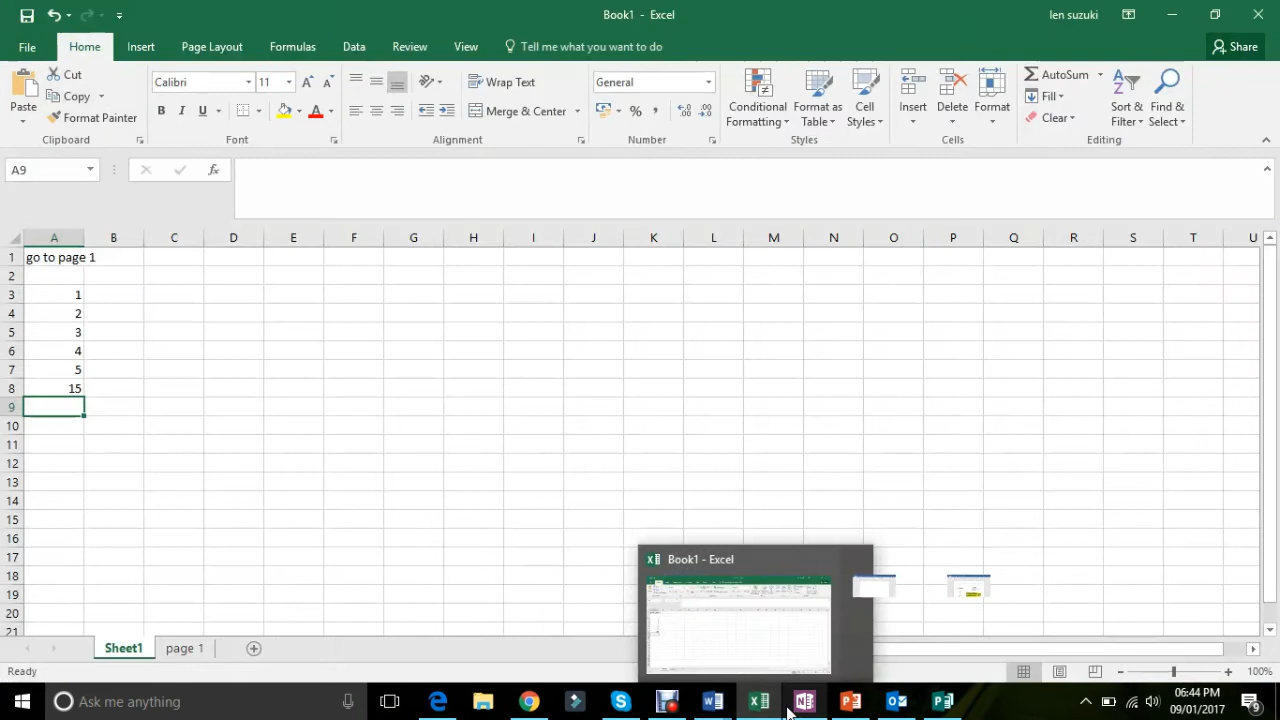 Book1 - Excel
len suzuki
File
Home
Insert
Page Layout
Formulas
Data
Review
View
Tell me what you want to do
Share
Paste
Cut
Copy
Format Painter
Clipboard
Calibri
11
B I U
Font
Wrap Text
Merge & Center
Alignment
General
Number
Conditional Formatting
Format as Table
Cell Styles
Styles
Insert
Delete
Format
Cells
AutoSum
Fill
Clear
Sort & Filter
Find & Select
Editing
A9
fx
A B C D E F G H I J K L M N O P Q R S T U
1 go to page 1
2
3 1
4 2
5 3
6 4
7 5
8 15
9
10
11
12
13
14
15
16
17
18
19
20
21
Book1 - Excel
Sheet1
page 1
Ready
100%
Ask me anything
06:44 PM
09/01/2017
9